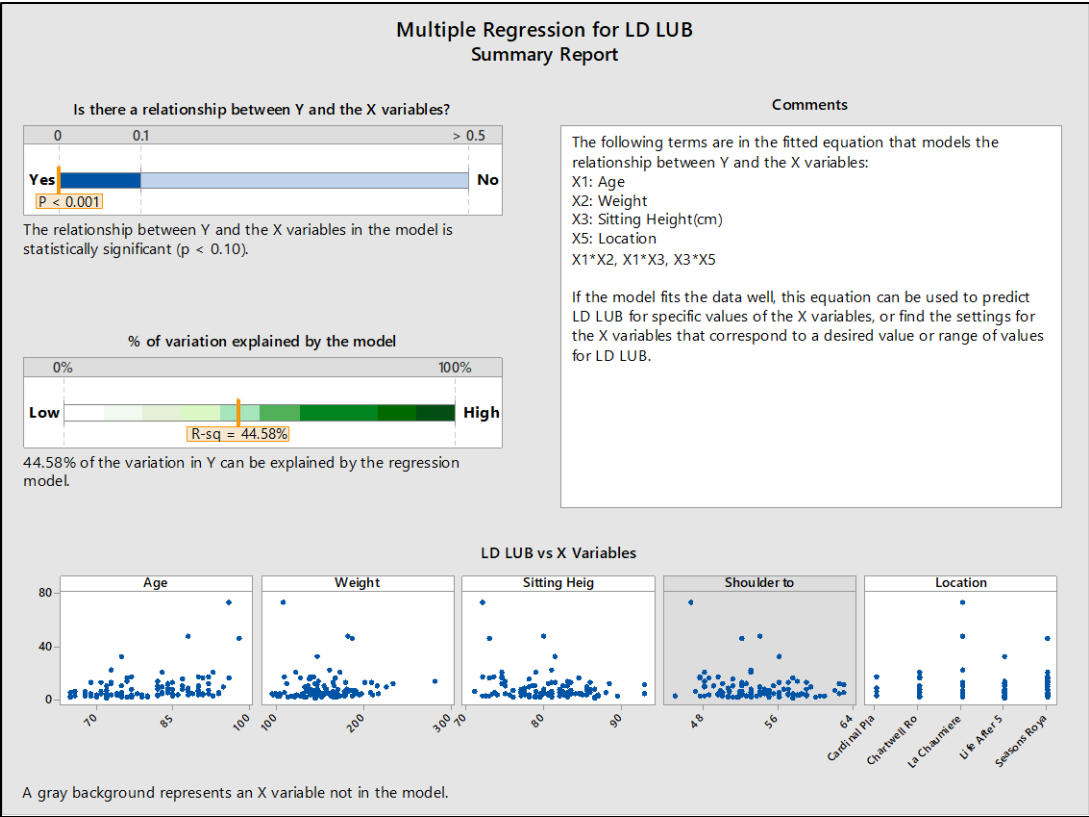 Multiple Regression for LD LUB
Summary Report
Is there a relationship between Y and the X variables?
0 0.1 > 0.5
Yes No
P < 0.001
The relationship between Y and the X variables in the model is
statistically significant (p < 0.10).
% of variation explained by the model
0% 100%
Low High
R-sq = 44.58%
44.58% of the variation in Y can be explained by the regression
model.
Comments
The following terms are in the fitted equation that models the
relationship between Y and the X variables:
X1: Age
X2: Weight
X3: Sitting Height(cm)
X5: Location
X1*X2, X1*X3, X3*X5
If the model fits the data well, this equation can be used to predict
LD LUB for specific values of the X variables, or find the settings for
the X variables that correspond to a desired value or range of values
for LD LUB.
LD LUB vs X Variables
Age Weight Sitting Heig Shoulder to Location
80
40
0
70 85 100 100 200 300 70 80 90 48 56 64 Cardinal Pla Chartwell Ro La Chaumiere Life After 5 Seasons Roya
A gray background represents an X variable not in the model.